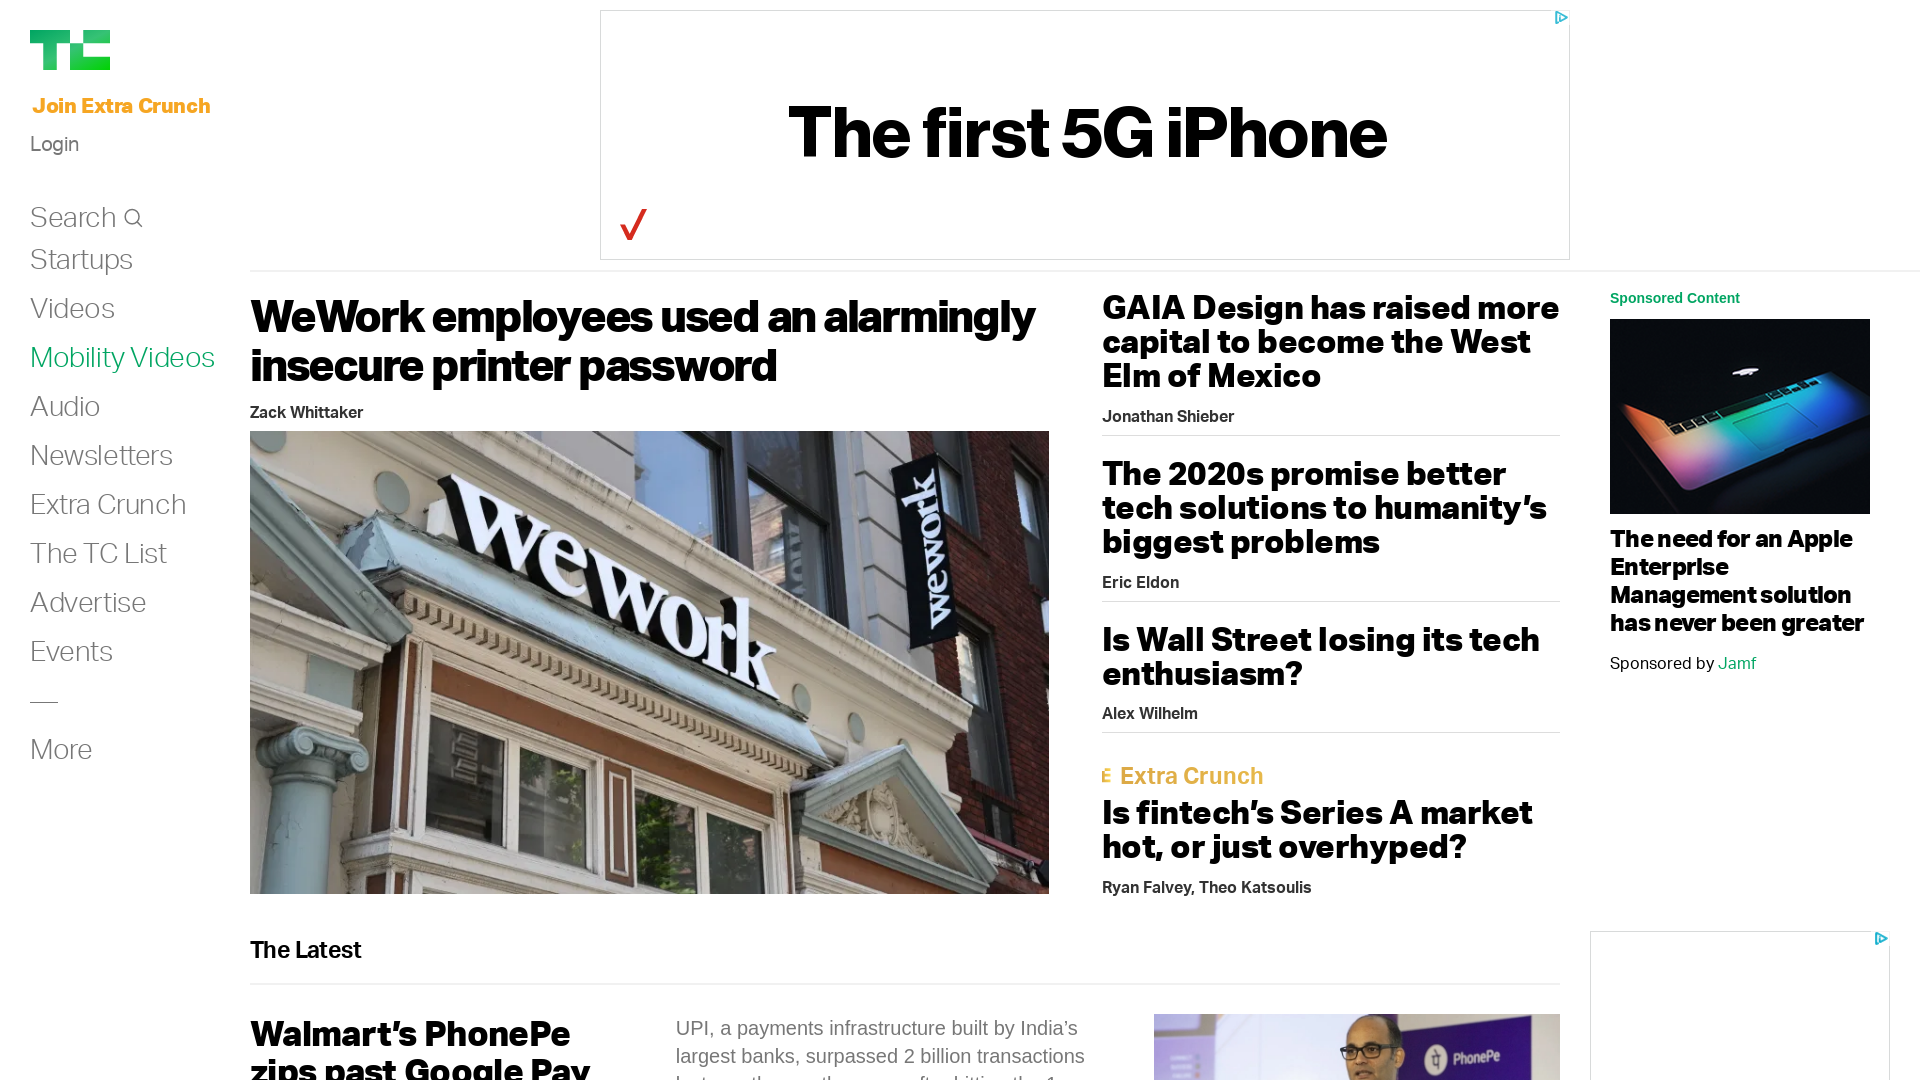 TC
Join Extra Crunch
Login
Search
Startups
Videos
Mobility Videos
Audio
Newsletters
Extra Crunch
The TC List
Advertise
Events
More
The first 5G iPhone
WeWork employees used an alarmingly
insecure printer password
Zack Whittaker
wework
wework
GAIA Design has raised more
capital to become the West
Elm of Mexico
Jonathan Shieber
The 2020s promise better
tech solutions to humanity’s
biggest problems
Eric Eldon
Is Wall Street losing its tech
enthusiasm?
Alex Wilhelm
Extra Crunch
Is fintech’s Series A market
hot, or just overhyped?
Ryan Falvey, Theo Katsoulis
Sponsored Content
The need for an Apple
Enterprise
Management solution
has never been greater
Sponsored by Jamf
The Latest
Walmart’s PhonePe
zips past Google Pay
UPI, a payments infrastructure built by India’s
largest banks, surpassed 2 billion transactions
PhonePe